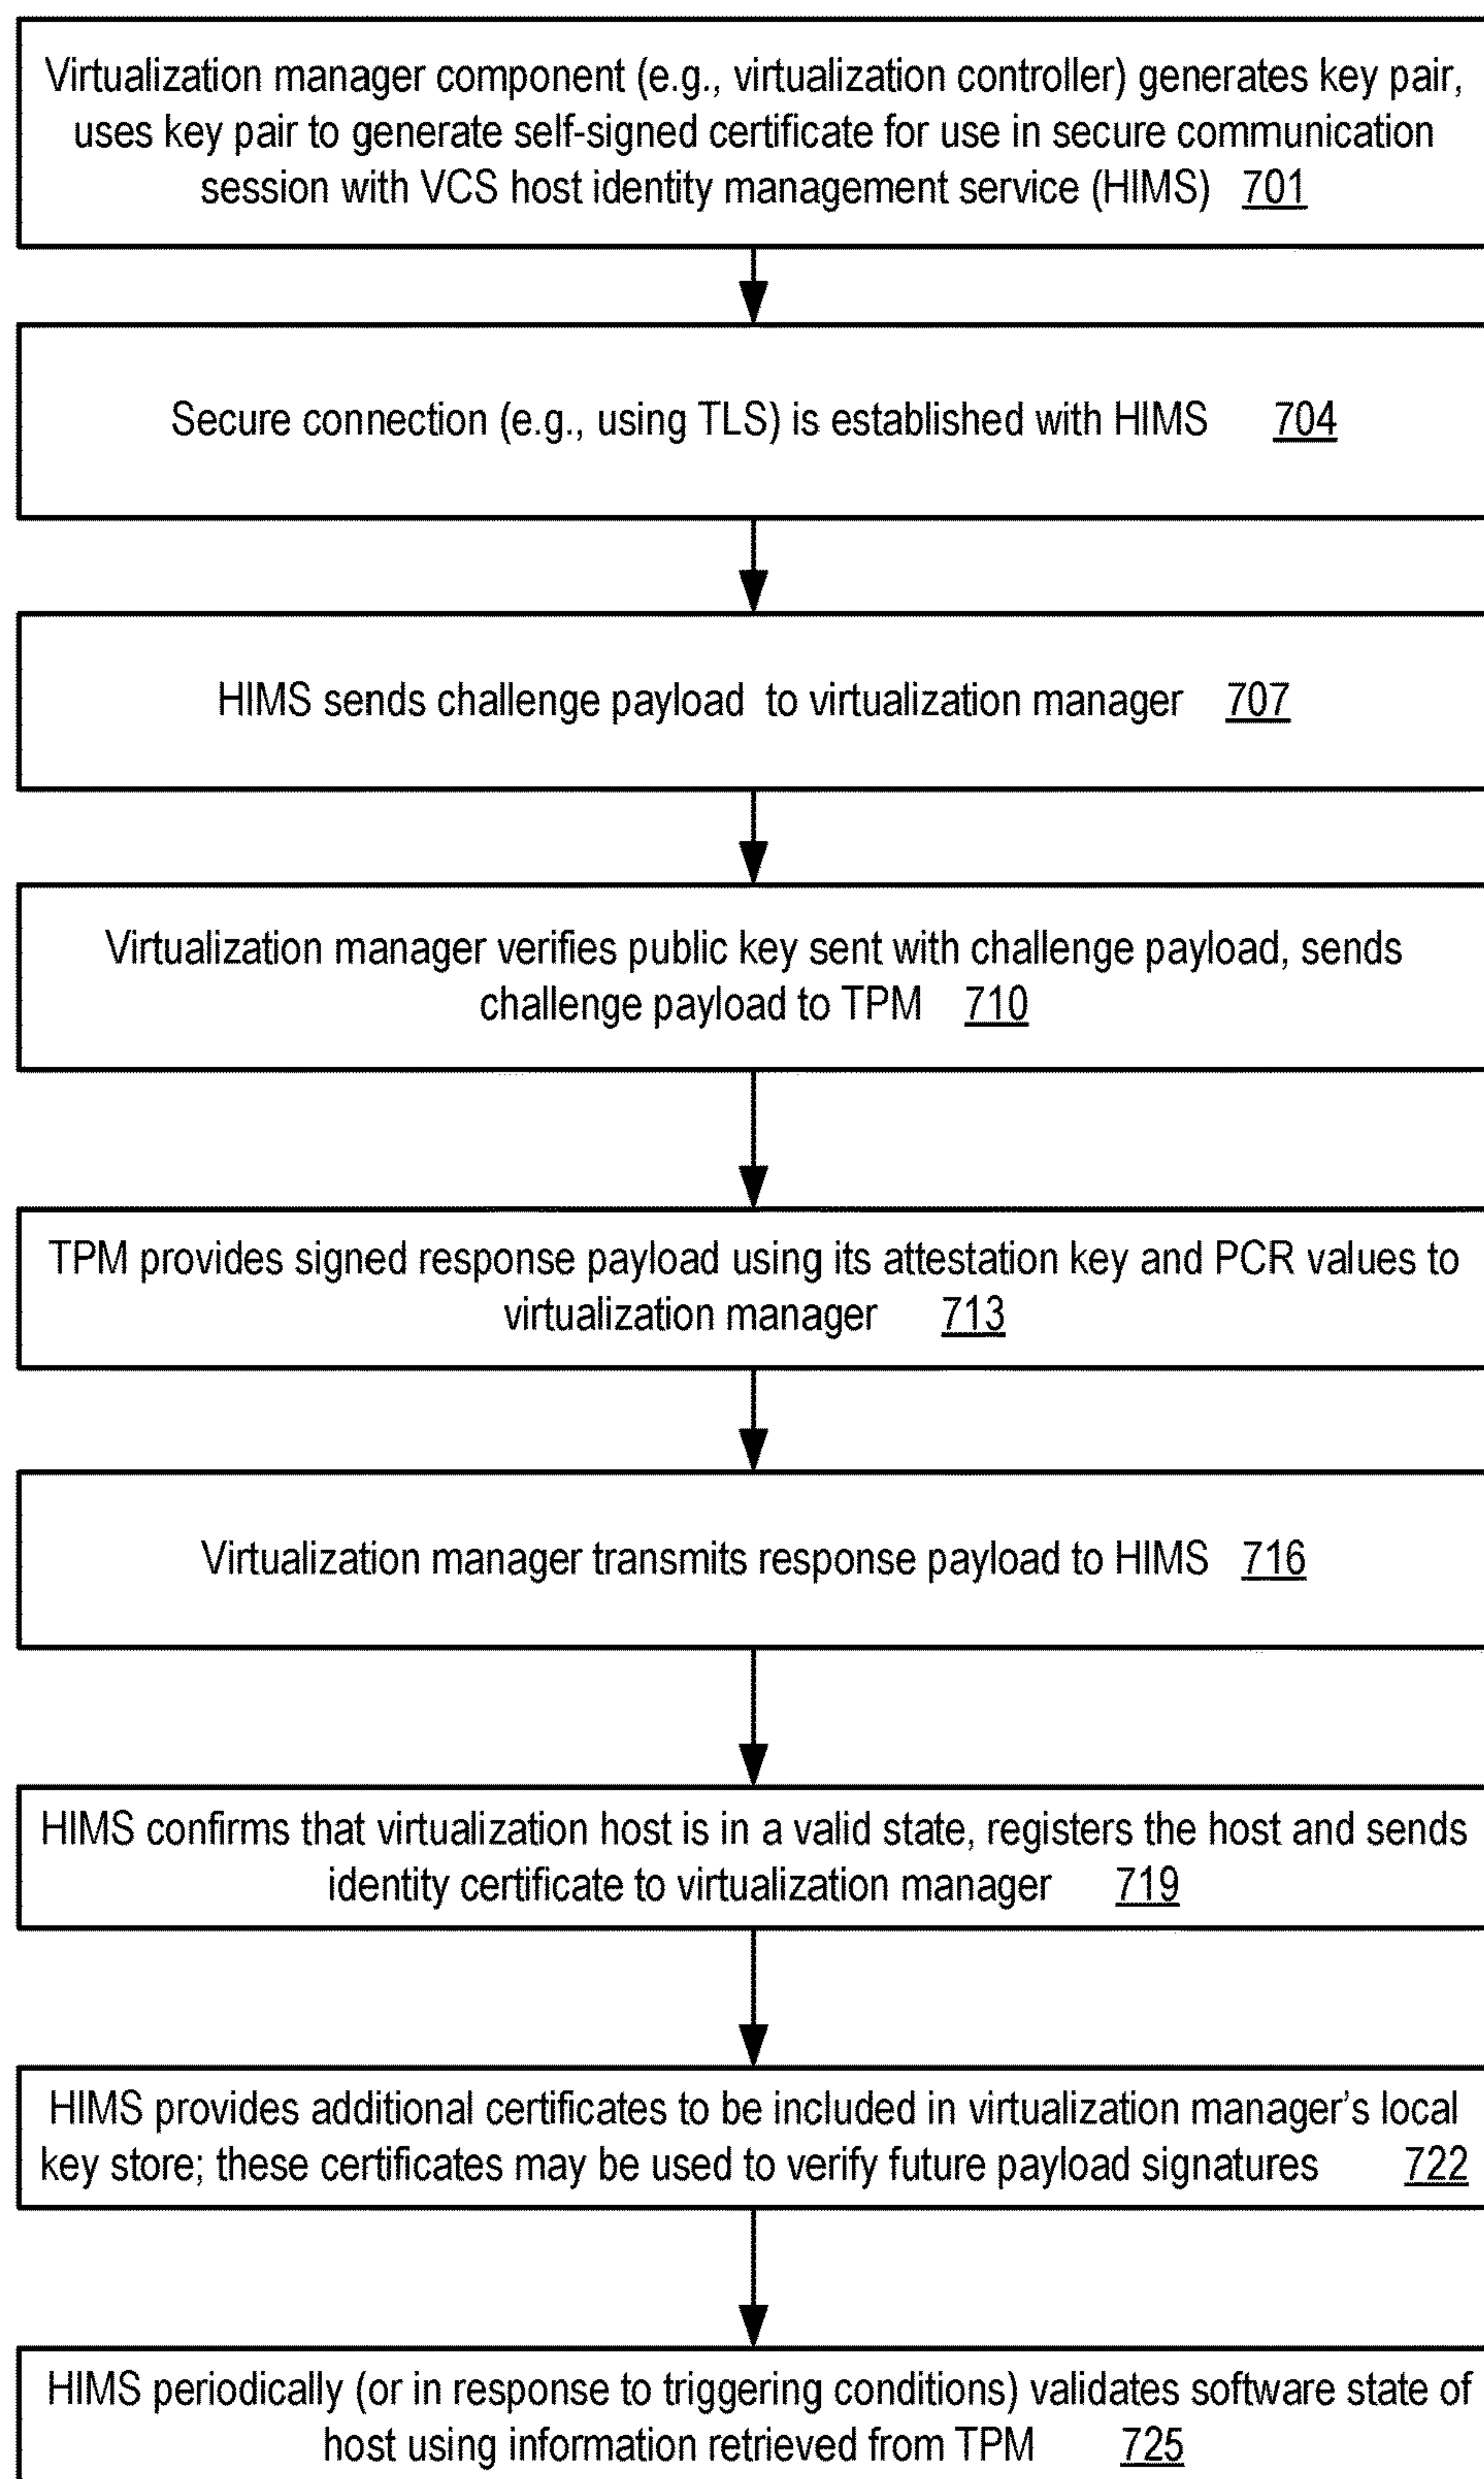 Virtualization manager component (e.g., virtualization controller) generates key pair,
uses key pair to generate self-signed certificate for use in secure communication
session with VCS host identity management service (HIMS) 701
Secure connection (e.g., using TLS) is established with HIMS 704
HIMS sends challenge payload to virtualization manager 707
Virtualization manager verifies public key sent with challenge payload, sends
challenge payload to TPM 710
TPM provides signed response payload using its attestation key and PCR values to
virtualization manager 713
Virtualization manager transmits response payload to HIMS 716
HIMS confirms that virtualization host is in a valid state, registers the host and sends
identity certificate to virtualization manager 719
HIMS provides additional certificates to be included in virtualization manager’s local
key store; these certificates may be used to verify future payload signatures 722
HIMS periodically (or in response to triggering conditions) validates software state of
host using information retrieved from TPM 725